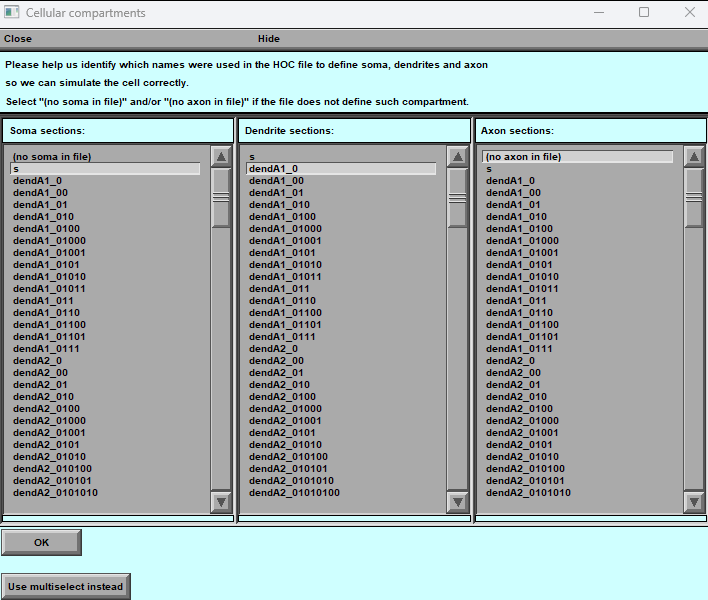 Cellular compartments
Close
Hide
Please help us identify which names were used in the HOC file to define soma, dendrites and axon
so we can simulate the cell correctly.
Select "(no soma in file)" and/or "(no axon in file)" if the file does not define such compartment.
Soma sections:
(no soma in file)
s
dendA1_0
dendA1_00
dendA1_01
dendA1_010
dendA1_0100
dendA1_01000
dendA1_01001
dendA1_0101
dendA1_01010
dendA1_01011
dendA1_011
dendA1_0110
dendA1_01100
dendA1_01101
dendA1_0111
dendA2_0
dendA2_00
dendA2_01
dendA2_010
dendA2_0100
dendA2_01000
dendA2_01001
dendA2_0101
dendA2_01010
dendA2_010100
dendA2_010101
dendA2_0101010
Dendrite sections:
s
dendA1_0
dendA1_00
dendA1_01
dendA1_010
dendA1_0100
dendA1_01000
dendA1_01001
dendA1_0101
dendA1_01010
dendA1_01011
dendA1_011
dendA1_0110
dendA1_01100
dendA1_01101
dendA1_0111
dendA2_0
dendA2_00
dendA2_01
dendA2_010
dendA2_0100
dendA2_01000
dendA2_01001
dendA2_0101
dendA2_01010
dendA2_010100
dendA2_010101
dendA2_0101010
dendA2_01010100
Axon sections:
(no axon in file)
s
dendA1_0
dendA1_00
dendA1_01
dendA1_010
dendA1_0100
dendA1_01000
dendA1_01001
dendA1_0101
dendA1_01010
dendA1_01011
dendA1_011
dendA1_0110
dendA1_01100
dendA1_01101
dendA1_0111
dendA2_0
dendA2_00
dendA2_01
dendA2_010
dendA2_0100
dendA2_01000
dendA2_01001
dendA2_0101
dendA2_01010
dendA2_010100
dendA2_010101
dendA2_0101010
OK
Use multiselect instead